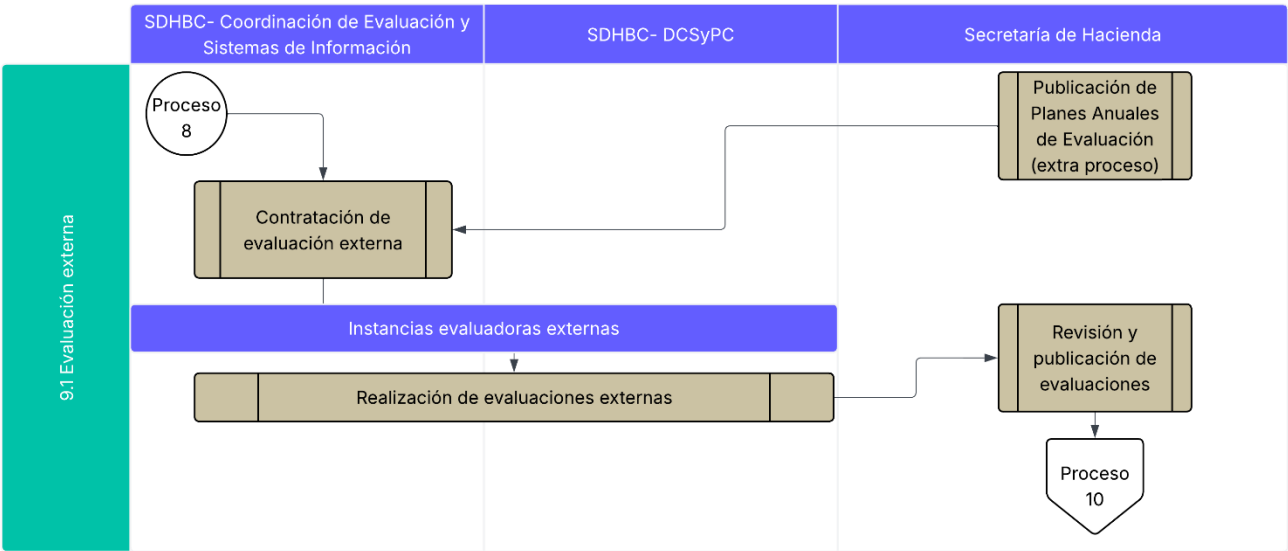 SDHBC- Coordinación de Evaluación y
Sistemas de Información
SDHBC- DCSyPC
Secretaría de Hacienda
9.1 Evaluación externa
Proceso
8
Publicación de
Planes Anuales
de Evaluación
(extra proceso)
Contratación de
evaluación externa
Instancias evaluadoras externas
Realización de evaluaciones externas
Revisión y
publicación de
evaluaciones
Proceso
10